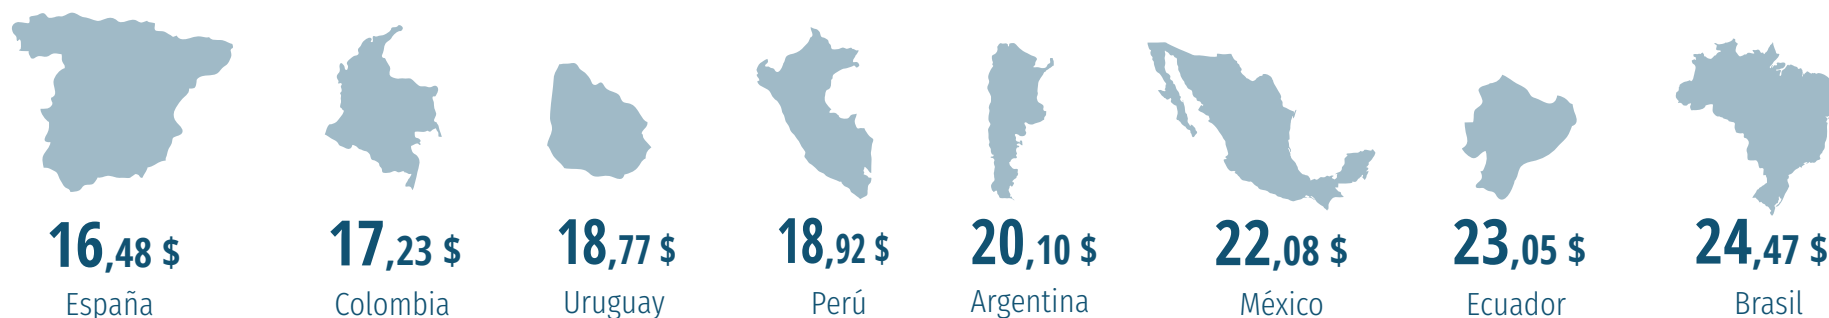 16,48 $ 17,23 $ 18,77 $ 18,92 $ 20,10 $ 22,08 $ 23,05 $ 24,47 $
España Colombia Uruguay Perú Argentina México Ecuador Brasil